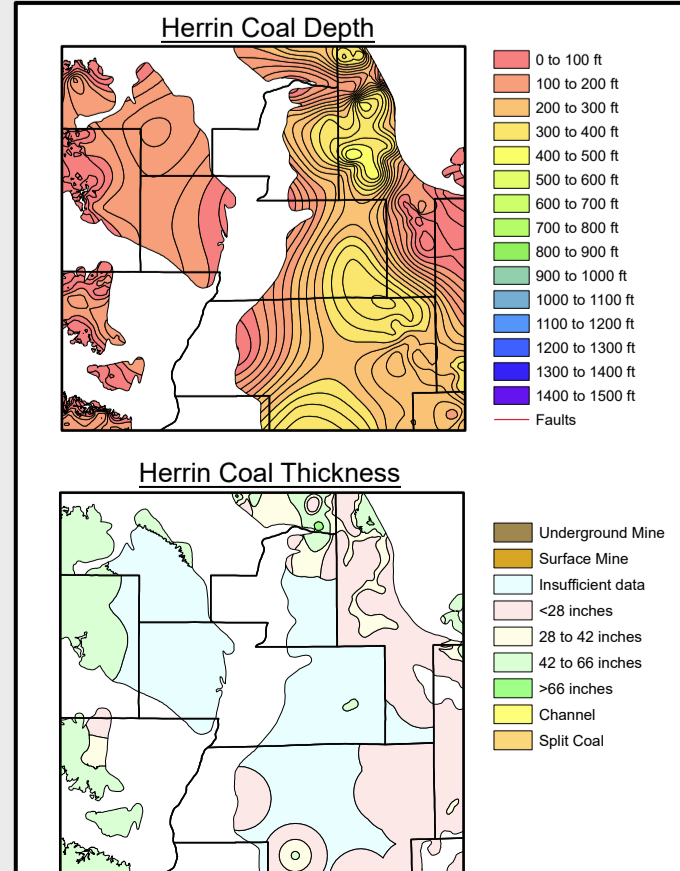 Herrin Coal Depth
0 to 100 ft
100 to 200 ft
200 to 300 ft
300 to 400 ft
400 to 500 ft
500 to 600 ft
600 to 700 ft
700 to 800 ft
800 to 900 ft
900 to 1000 ft
1000 to 1100 ft
1100 to 1200 ft
1200 to 1300 ft
1300 to 1400 ft
1400 to 1500 ft
Faults
Herrin Coal Thickness
Underground Mine
Surface Mine
Insufficient data
<28 inches
28 to 42 inches
42 to 66 inches
>66 inches
Channel
Split Coal